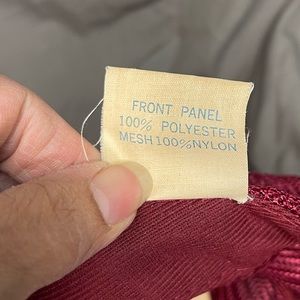 FRONT PANEL
100% POLYESTER
MESH 100% NYLON